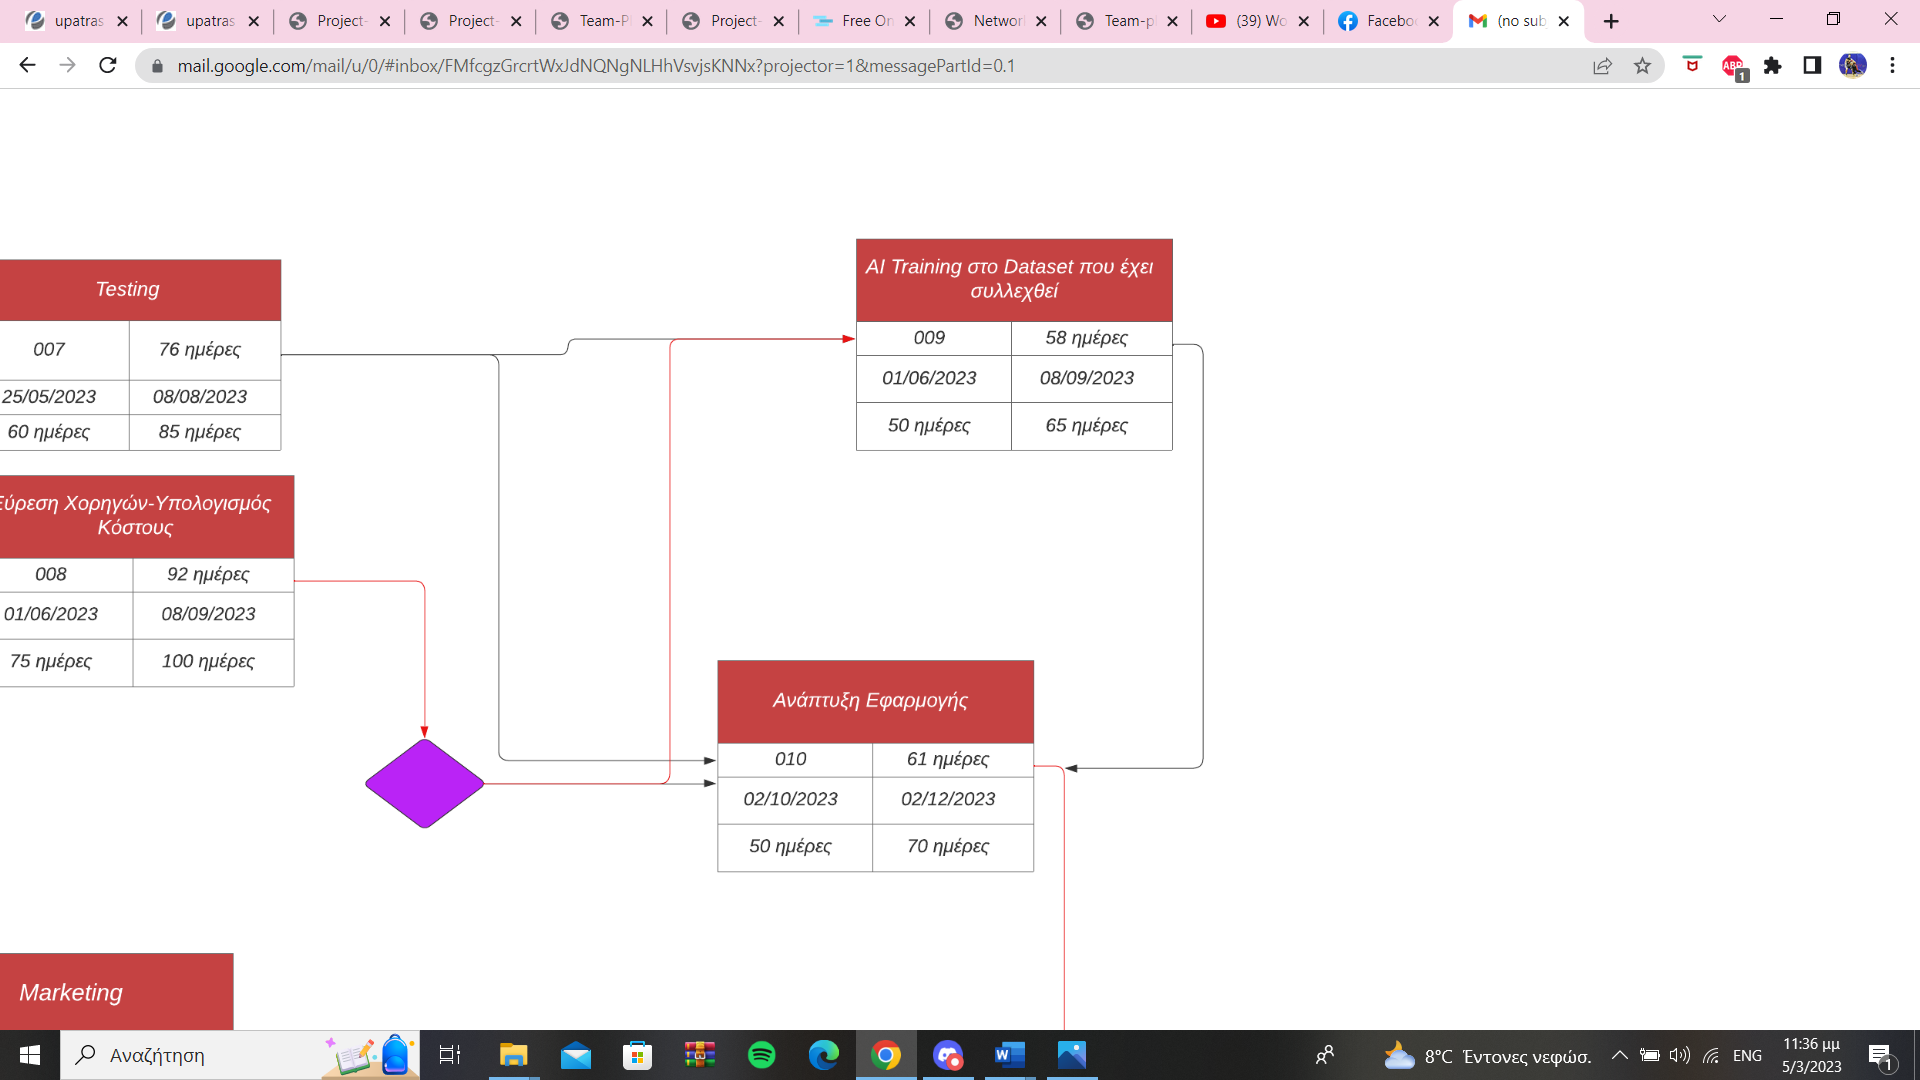 upatras
upatras
Project-
Project-
Team-Pl
Project-
Free On
Network
Team-p
(39) Wo
Facebo
(no sub
mail.google.com/mail/u/0/#inbox/FMfcgzGrcrtWxJdNQNgNLHhVsvjsKNNx?projector=1&messagePartId=0.1
ABP
1
AI Training στο Dataset που έχει
συλλεχθεί
009 58 ημέρες
01/06/2023 08/09/2023
50 ημέρες 65 ημέρες
Testing
007 76 ημέρες
25/05/2023 08/08/2023
60 ημέρες 85 ημέρες
Εύρεση Χορηγών-Υπολογισμός
Κόστους
008 92 ημέρες
01/06/2023 08/09/2023
75 ημέρες 100 ημέρες
Ανάπτυξη Εφαρμογής
010 61 ημέρες
02/10/2023 02/12/2023
50 ημέρες 70 ημέρες
Marketing
Αναζήτηση
8°C Έντονες νεφώσ.
ENG
11:36 μμ
5/3/2023
1